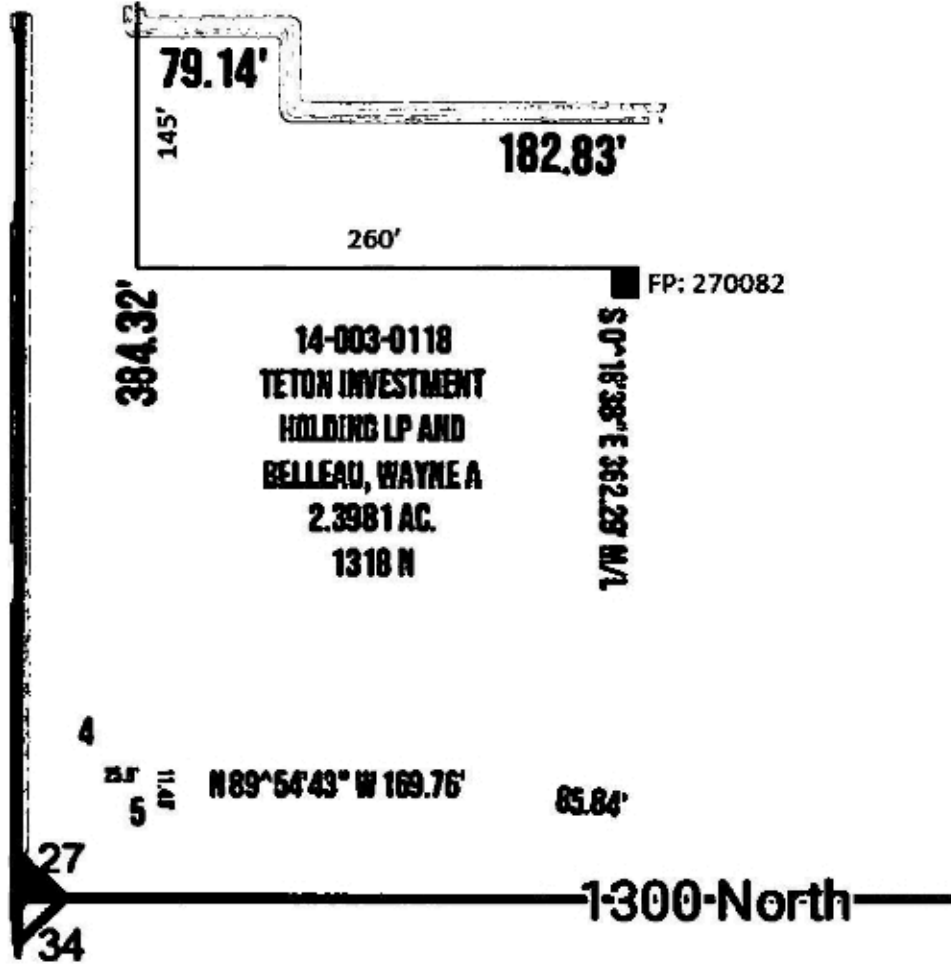 79.14'
145'
182.83'
260'
FP: 270082
384.32'
14-003-0118
TETON INVESTMENT
HOLDING LP AND
BELLEAU, WAYNE A
2.3981 AC.
1318 N
S 0^18'38" E 362.29' M/L
4
5
N 89^54'43" W 169.76'
85.84'
27
1300 North
34